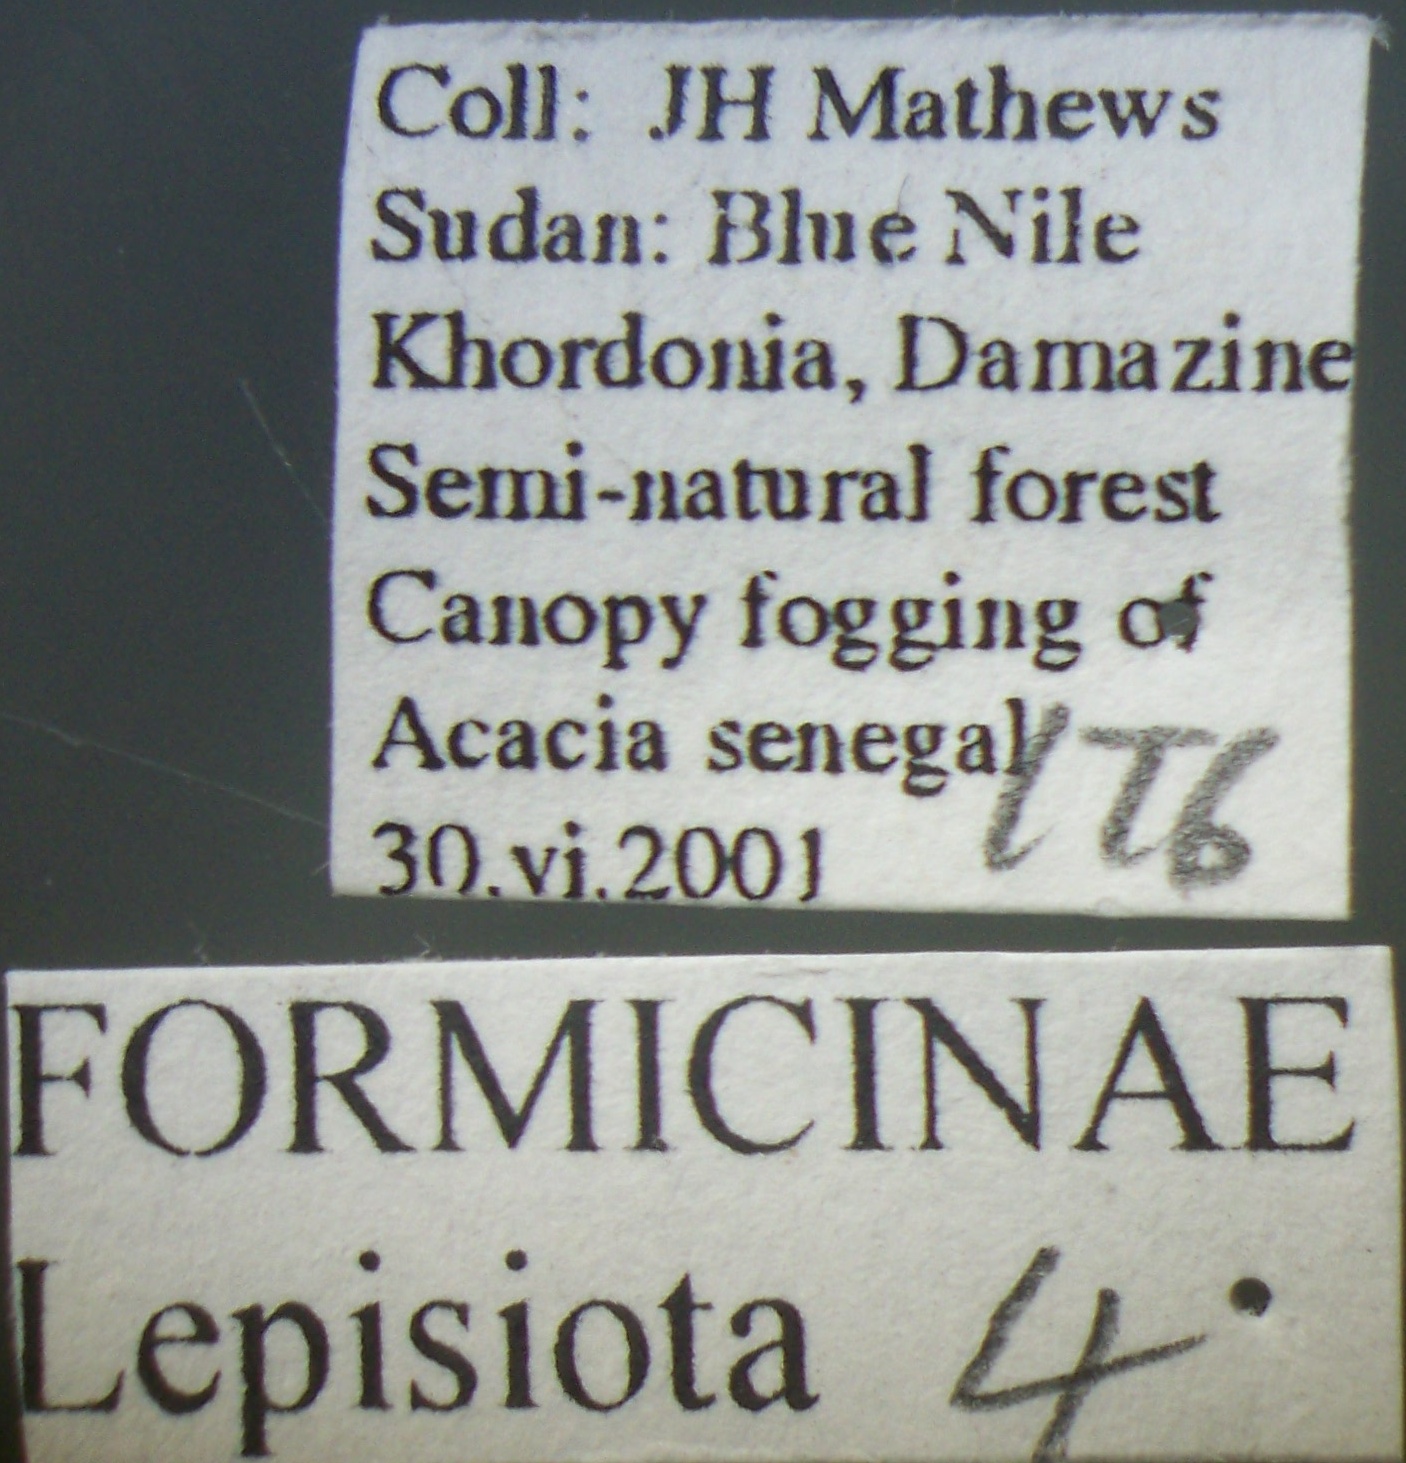 Coll: JH Mathews
Sudan: Blue Nile
Khordonia, Damazine
Semi-natural forest
Canopy fogging of
Acacia senegal
30.vi.2001
FORMICINAE
Lepisiota 4